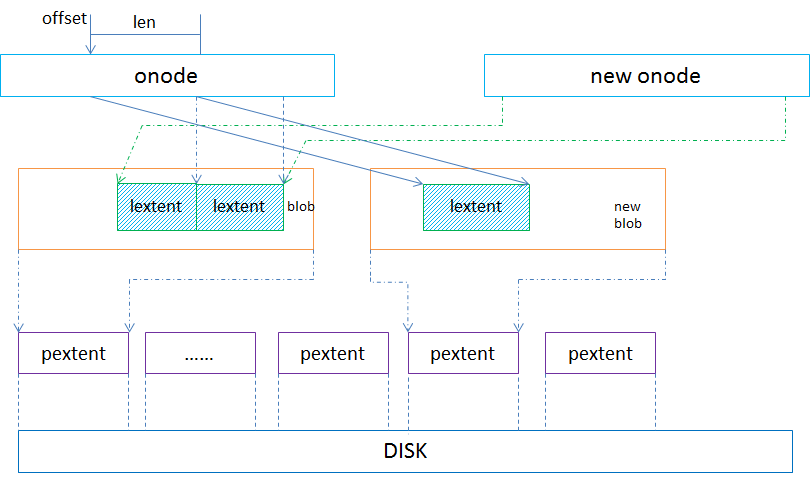 offset
len
onode
new onode
lextent
lextent
blob
lextent
new
blob
pextent
......
pextent
pextent
pextent
DISK